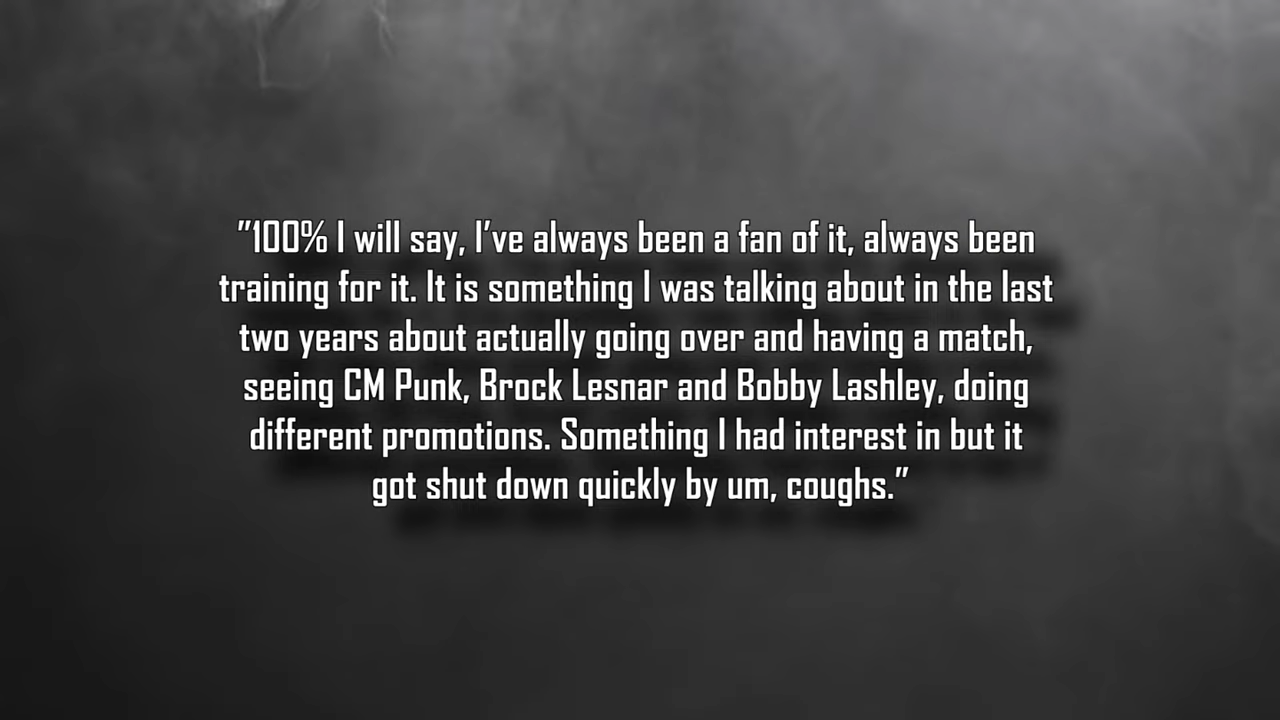 "100% I will say, I've always been a fan of it, always been
training for it. It is something I was talking about in the last
two years about actually going over and having a match,
seeing CM Punk, Brock Lesnar and Bobby Lashley, doing
different promotions. Something I had interest in but it
got shut down quickly by um, coughs."